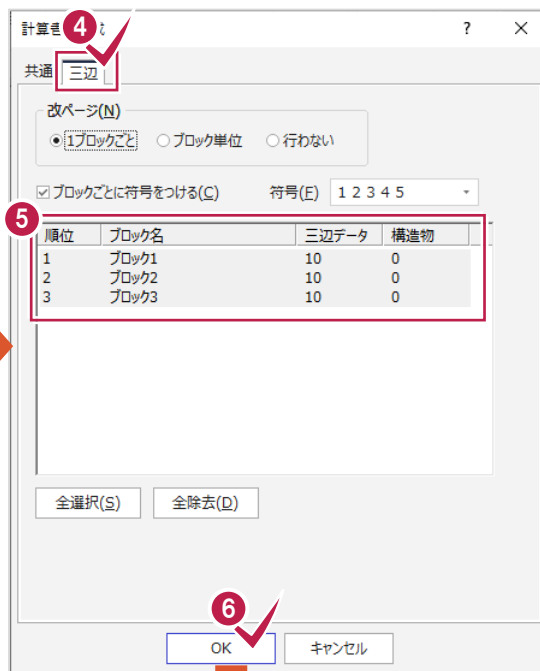 計算
4
? ×
共通 三辺
改ページ(N)
1ブロックごと ブロック単位 行わない
ブロックごとに符号をつける(C) 符号(F) 1 2 3 4 5
5
順位 ブロック名 三辺データ 構造物
1 ブロック1 10 0
2 ブロック2 10 0
3 ブロック3 10 0
全選択(S) 全除去(D)
6
OK キャンセル